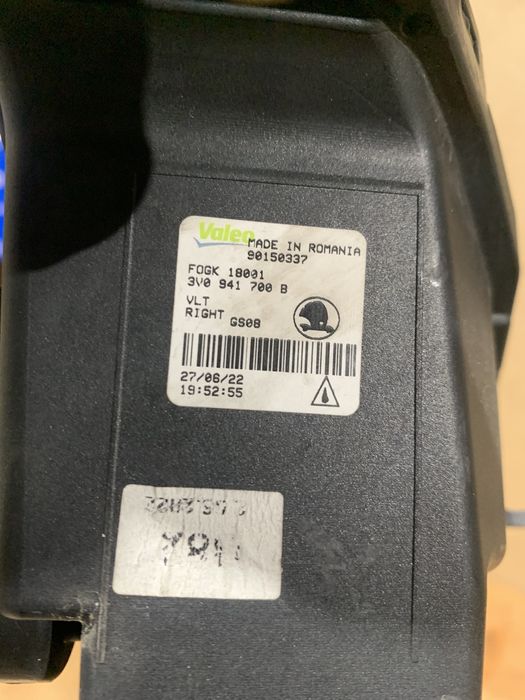 Valeo MADE IN ROMANIA
90150337
FOGK 18001
3V0 941 700 B
VLT
RIGHT GS08
27/06/22
19:52:55